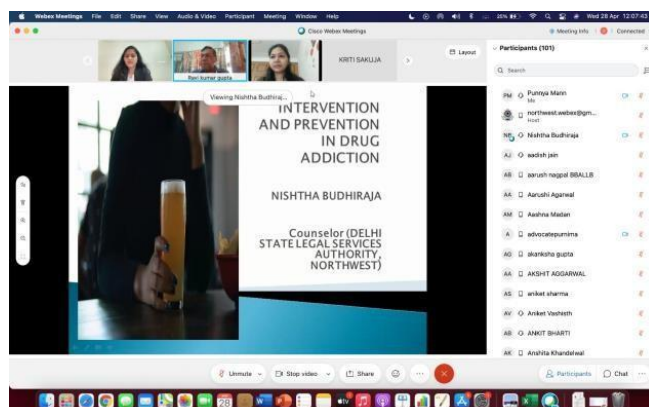 Webex Meetings File Edit Share View Audio & Video Participant Meeting Window Help
25% Wed 28 Apr 12:07:43
Cisco Webex Meetings
Meeting Info Connected
Ravi kumar gupta
KRITI SAKUJA
Layout
Viewing Nishtha Budhiraj...
INTERVENTION
AND PREVENTION
IN DRUG
ADDICTION
NISHTHA BUDHIRAJA
Counselor (DELHI
STATE LEGAL SERVICES
AUTHORITY,
NORTHWEST)
Participants (101)
Search
PM Punnya Mann
Me
northwest.webex@gm...
Host
Nishtha Budhiraja
AJ aadish jain
AB aarush nagpal BBALLB
AA Aarushi Agarwal
AM Aashna Madan
A advocatepurnima
AG akanksha gupta
AA AKSHIT AGGARWAL
AS aniket sharma
AV Aniket Vashisth
AB ANKIT BHARTI
AK Anshita Khandelwal
Unmute
Stop video
Share
Participants
Chat
28